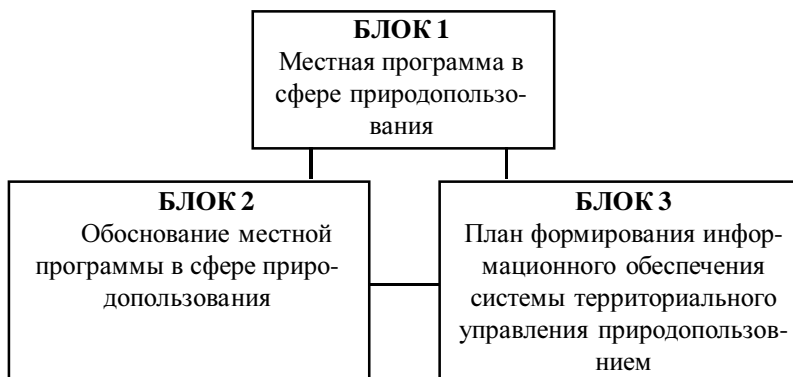 БЛОК 1
Местная программа в
сфере природопользо-
вания
БЛОК 2
Обоснование местной
программы в сфере приро-
допользования
БЛОК 3
План формирования инфор-
мационного обеспечения
системы территориального
управления природопользов-
нием